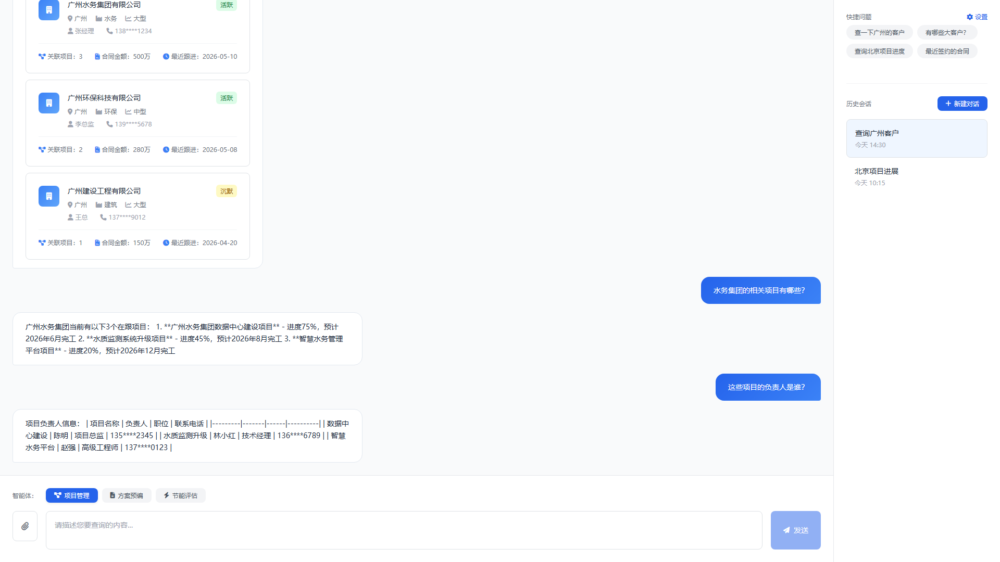 广州水务集团有限公司
活跃
广州 水务 大型
张经理 138****1234
关联项目：3 合同金额：500万 最近跟进：2026-05-10
广州环保科技有限公司
活跃
广州 环保 中型
李总监 139****5678
关联项目：2 合同金额：280万 最近跟进：2026-05-08
广州建设工程有限公司
沉默
广州 建筑 大型
王总 137****9012
关联项目：1 合同金额：150万 最近跟进：2026-04-20
水务集团的相关项目有哪些？
广州水务集团当前有以下3个在跟项目： 1. **广州水务集团数据中心建设项目** - 进度75%，预计
2026年6月完工 2. **水质监测系统升级项目** - 进度45%，预计2026年8月完工 3. **智慧水务管理
平台项目** - 进度20%，预计2026年12月完工
这些项目的负责人是谁？
项目负责人信息： | 项目名称 | 负责人 | 职位 | 联系电话 | |---------|-------|------|----------| | 数据中
心建设 | 陈明 | 项目总监 | 135****2345 | | 水质监测升级 | 林小红 | 技术经理 | 136****6789 | | 智慧
水务平台 | 赵强 | 高级工程师 | 137****0123 |
智能体： 项目管理 方案预编 节能评估
请描述您要查询的内容...
发送
快捷问题 设置
查一下广州的客户 有哪些大客户？
查询北京项目进度 最近签约的合同
历史会话 新建对话
查询广州客户
今天 14:30
北京项目进展
今天 10:15